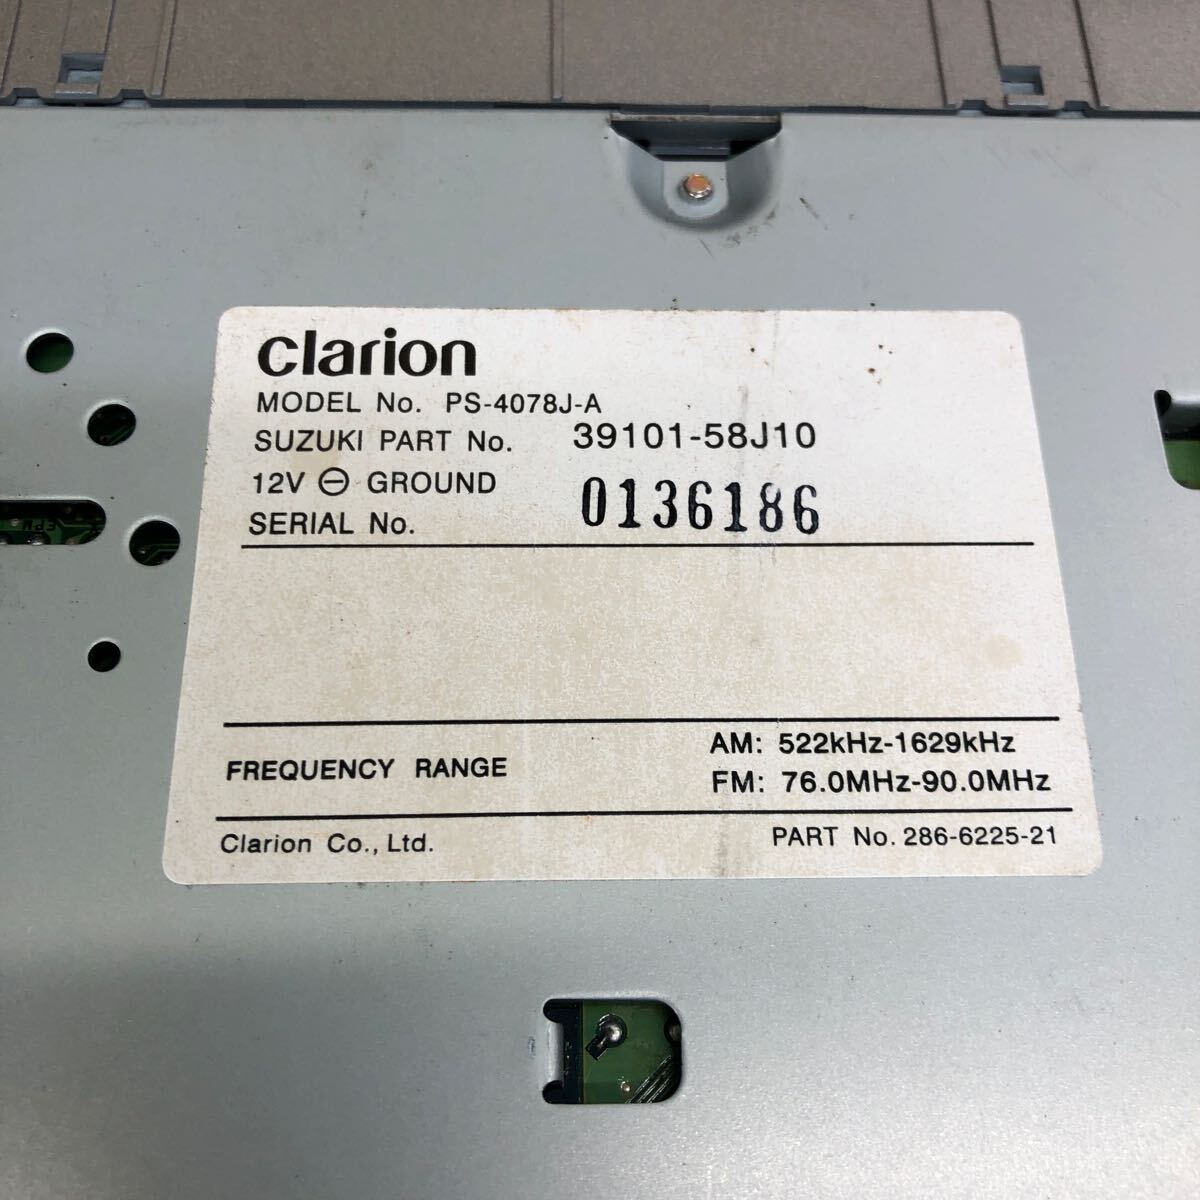 clarion
MODEL No. PS-4078J-A
SUZUKI PART No. 39101-58J10
12V ⊖ GROUND
SERIAL No. 0136186
FREQUENCY RANGE
AM: 522kHz-1629kHz
FM: 76.0MHz-90.0MHz
Clarion Co., Ltd. PART No. 286-6225-21